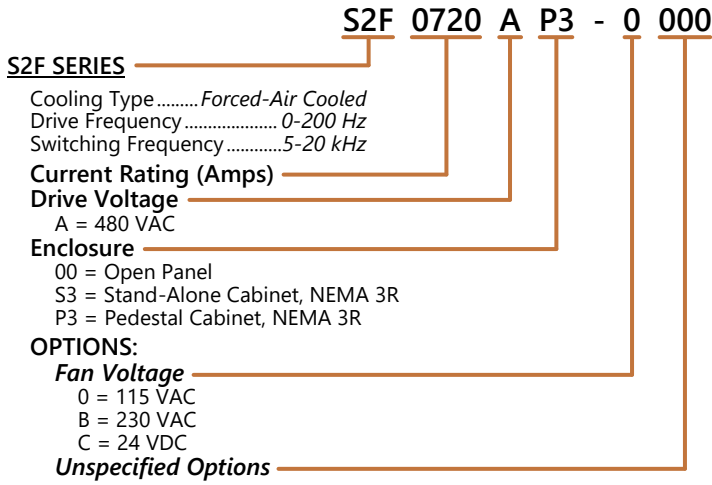 S2F 0720 A P3 - 0 000
S2F SERIES
Cooling Type.........Forced-Air Cooled
Drive Frequency..................... 0-200 Hz
Switching Frequency............5-20 kHz
Current Rating (Amps)
Drive Voltage
A = 480 VAC
Enclosure
00 = Open Panel
S3 = Stand-Alone Cabinet, NEMA 3R
P3 = Pedestal Cabinet, NEMA 3R
OPTIONS:
Fan Voltage
0 = 115 VAC
B = 230 VAC
C = 24 VDC
Unspecified Options